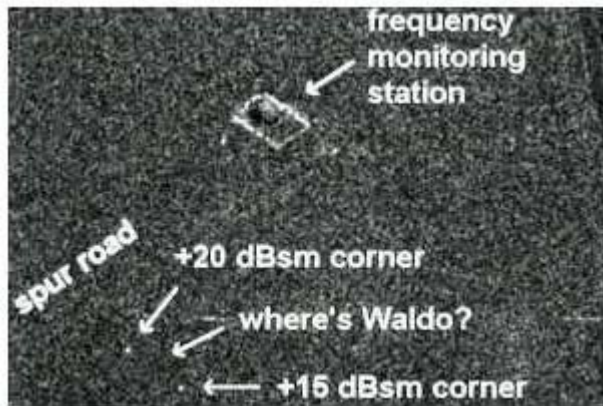 frequency
monitoring
station
spur road
+20 dBsm corner
where's Waldo?
+15 dBsm corner